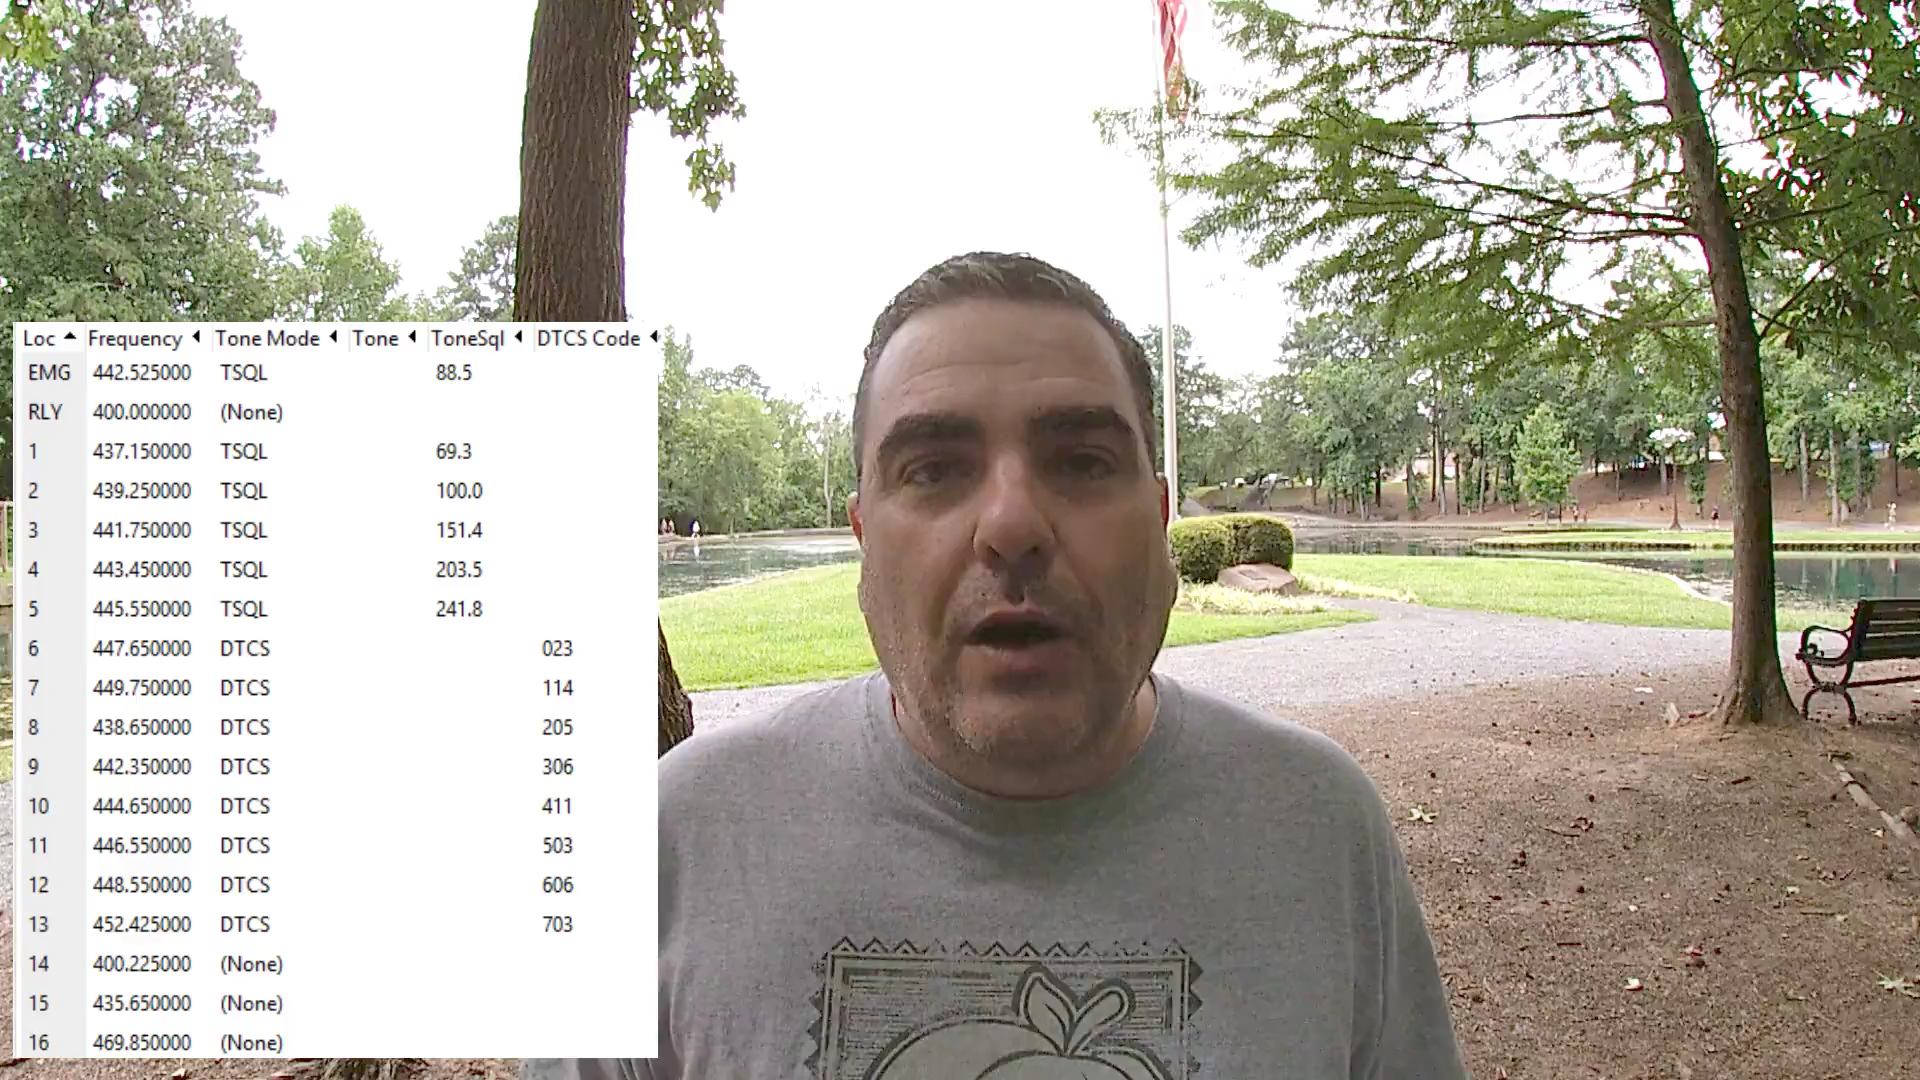 Loc Frequency Tone Mode Tone ToneSql DTCS Code
EMG 442.525000 TSQL 88.5
RLY 400.000000 (None)
1 437.150000 TSQL 69.3
2 439.250000 TSQL 100.0
3 441.750000 TSQL 151.4
4 443.450000 TSQL 203.5
5 445.550000 TSQL 241.8
6 447.650000 DTCS 023
7 449.750000 DTCS 114
8 438.650000 DTCS 205
9 442.350000 DTCS 306
10 444.650000 DTCS 411
11 446.550000 DTCS 503
12 448.550000 DTCS 606
13 452.425000 DTCS 703
14 400.225000 (None)
15 435.650000 (None)
16 469.850000 (None)